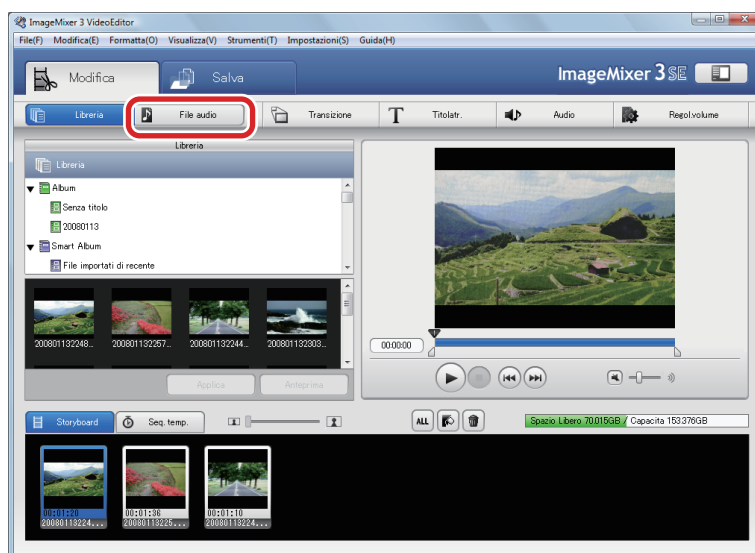 ImageMixer 3 VideoEditor
File(F) Modifica(E) Formatta(O) Visualizza(V) Strumenti(T) Impostazioni(S) Guida(H)
Modifica Salva ImageMixer 3 SE
Libreria File audio Transizione Titolatr. Audio Regol.volume
Libreria
Libreria
Album
Senza titolo
20080113
Smart Album
File importati di recente
200801132248... 200801132257... 200801132244... 200801132303...
00:00:00
Applica Anteprima
Storyboard Seq. temp. ALL Spazio Libero 70.015GB / Capacita 153.376GB
00:01:20 00:01:36 00:01:10
20080113224... 20080113225... 20080113224...